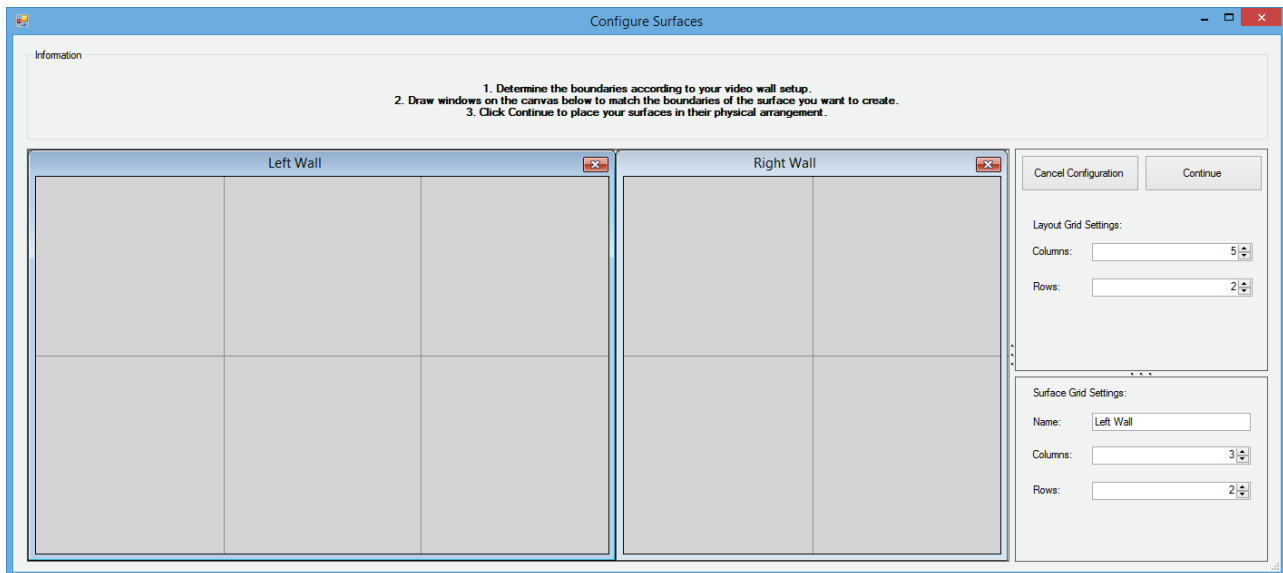 Configure Surfaces
Information
1. Determine the boundaries according to your video wall setup.
2. Draw windows on the canvas below to match the boundaries of the surface you want to create.
3. Click Continue to place your surfaces in their physical arrangement.
Left Wall
Right Wall
Cancel Configuration
Continue
Layout Grid Settings:
Columns: 5
Rows: 2
Surface Grid Settings:
Name: Left Wall
Columns: 3
Rows: 2